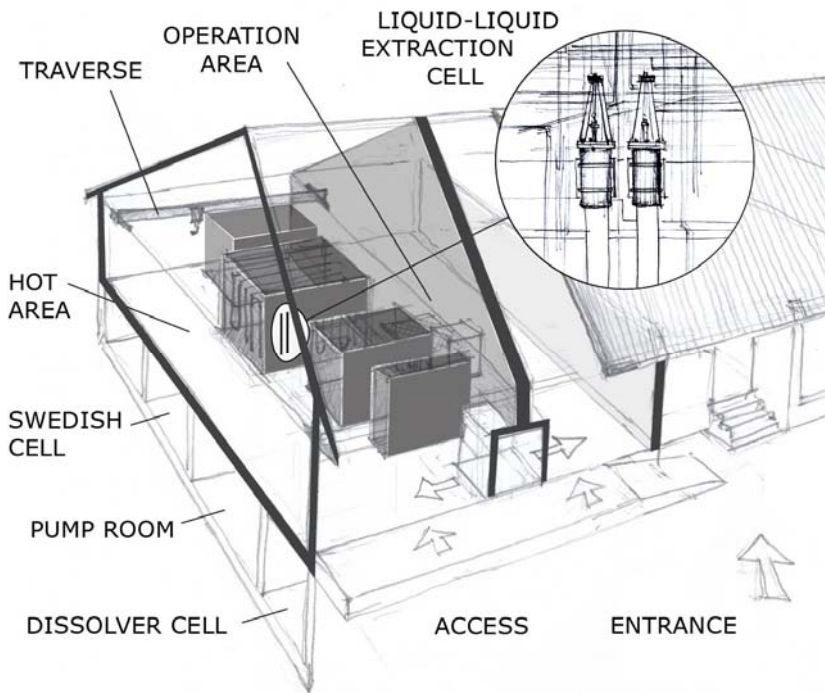 LIQUID-LIQUID
EXTRACTION
CELL
OPERATION
AREA
TRAVERSE
HOT
AREA
SWEDISH
CELL
PUMP ROOM
DISSOLVER CELL
ACCESS
ENTRANCE